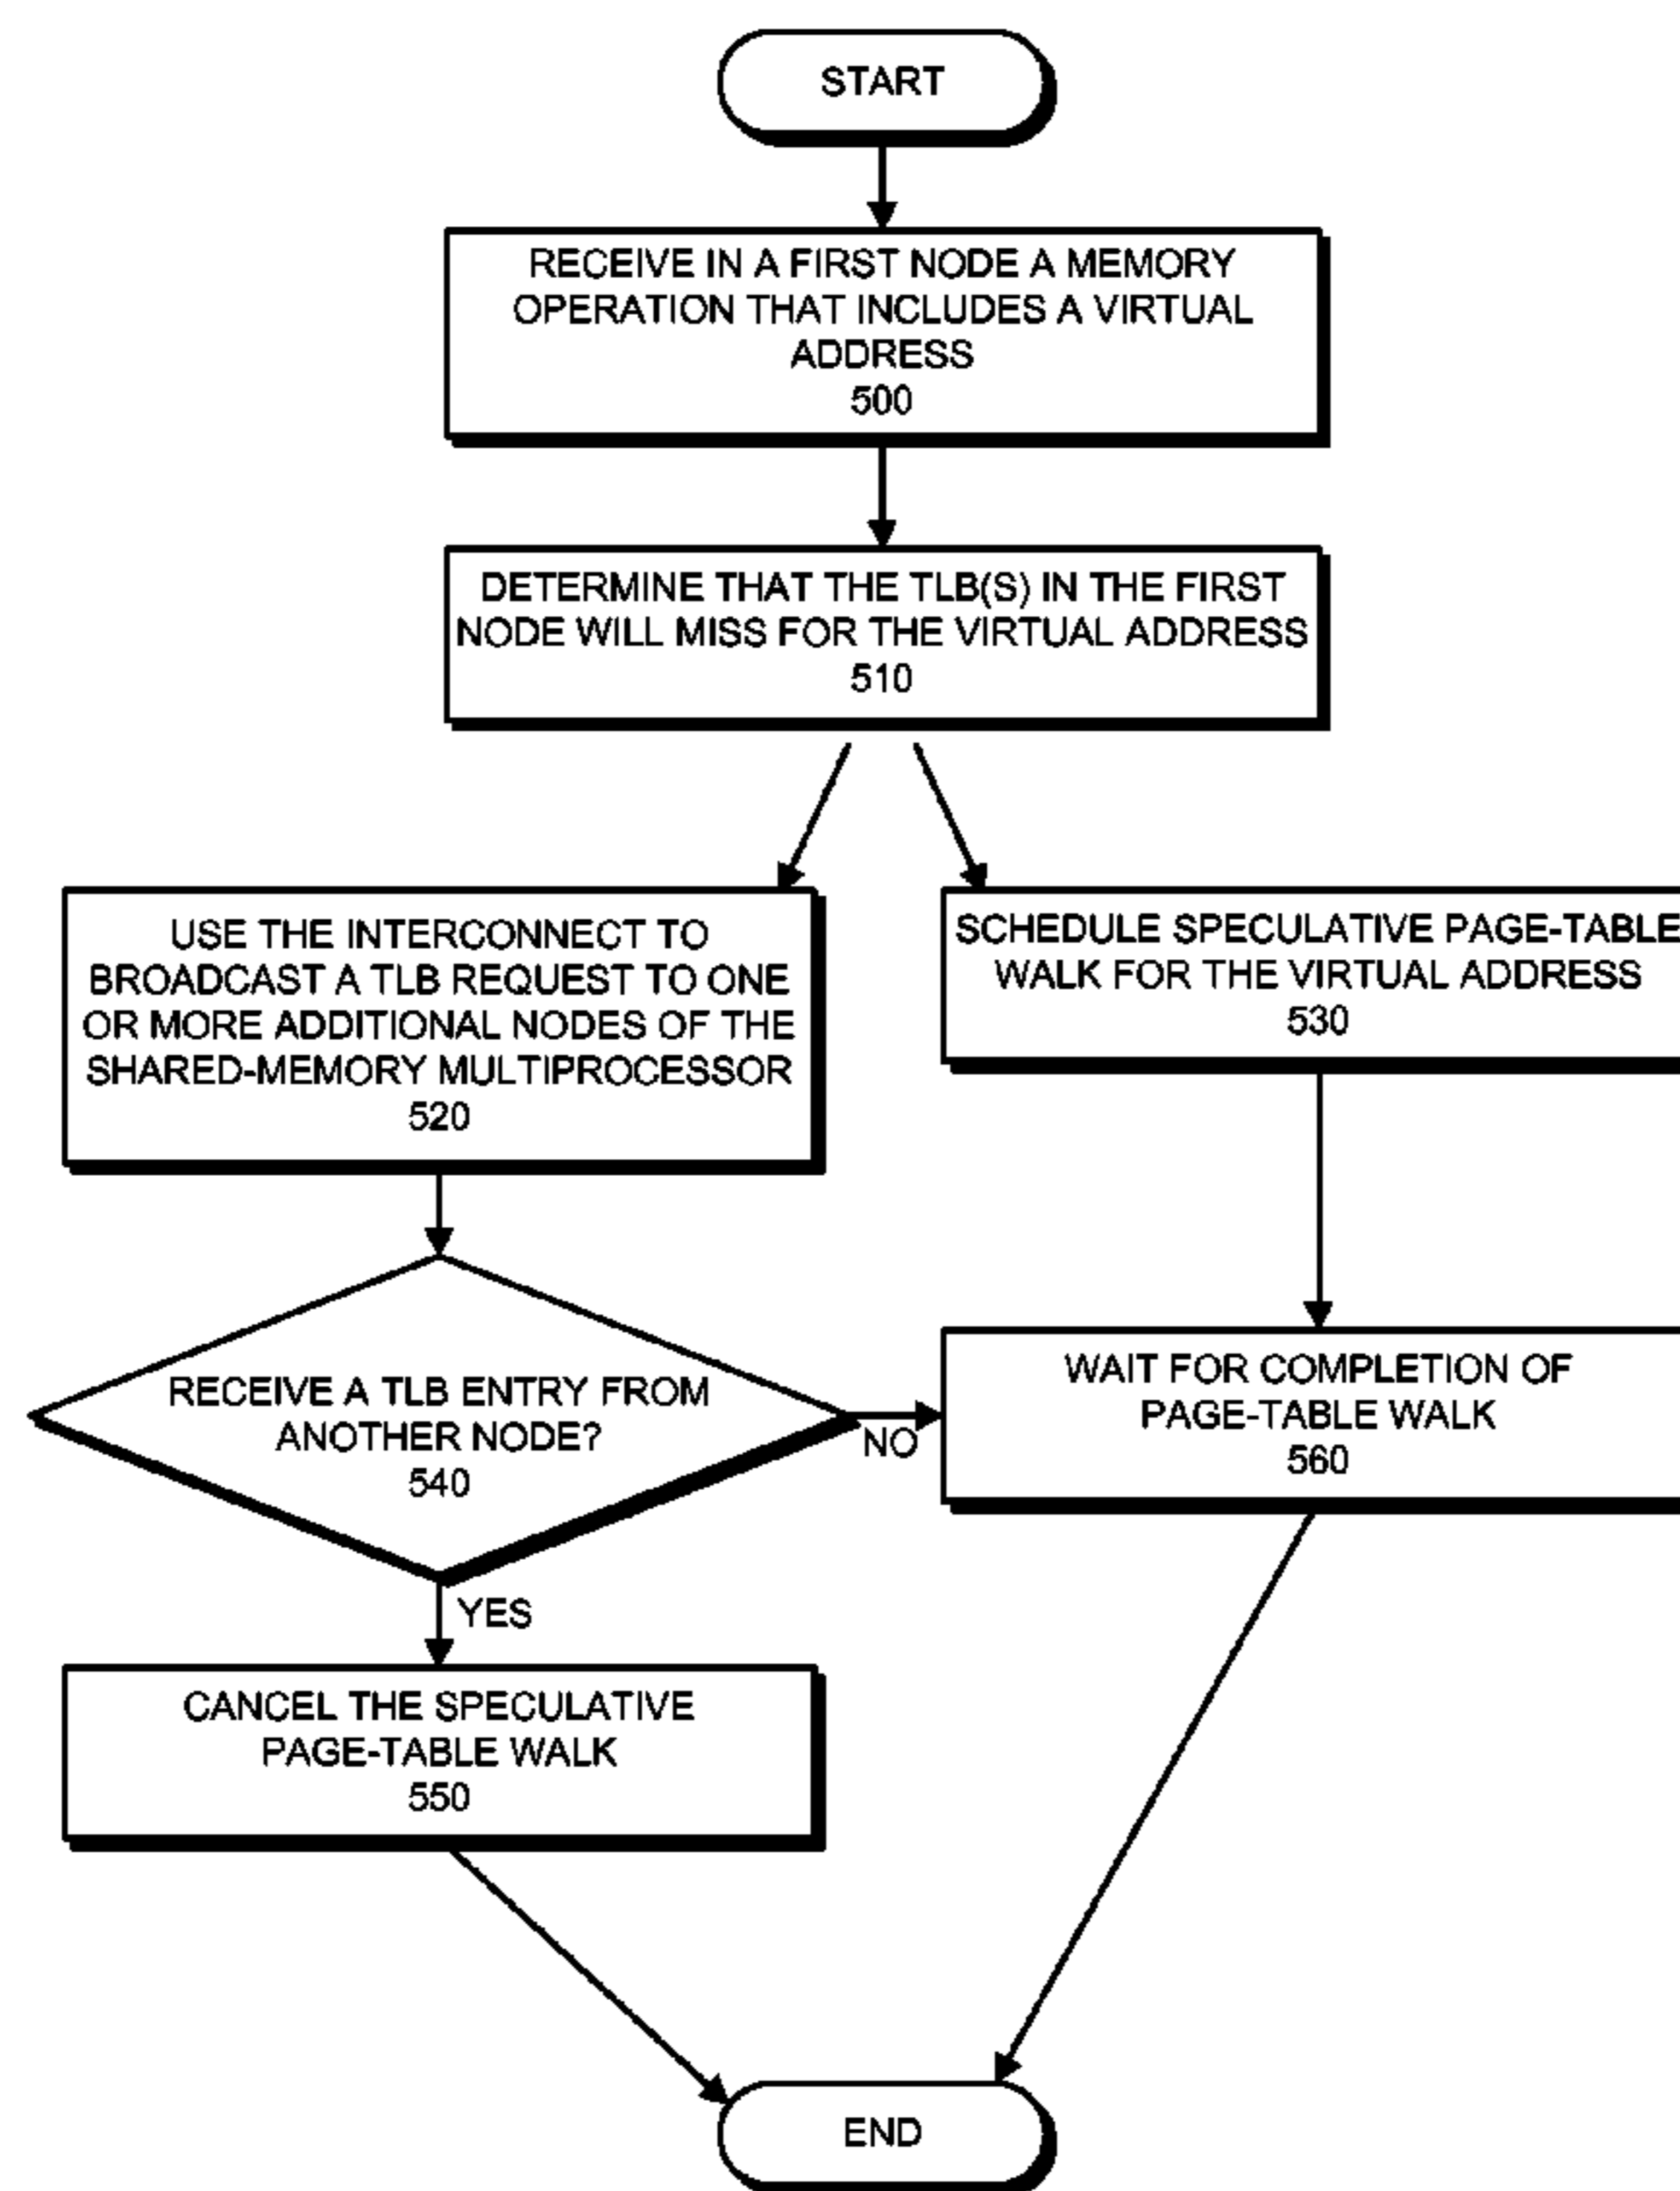 START
RECEIVE IN A FIRST NODE A MEMORY
OPERATION THAT INCLUDES A VIRTUAL
ADDRESS
500
DETERMINE THAT THE TLB(S) IN THE FIRST
NODE WILL MISS FOR THE VIRTUAL ADDRESS
510
USE THE INTERCONNECT TO
BROADCAST A TLB REQUEST TO ONE
OR MORE ADDITIONAL NODES OF THE
SHARED-MEMORY MULTIPROCESSOR
520
SCHEDULE SPECULATIVE PAGE-TABLE
WALK FOR THE VIRTUAL ADDRESS
530
RECEIVE A TLB ENTRY FROM
ANOTHER NODE?
540
NO
WAIT FOR COMPLETION OF
PAGE-TABLE WALK
560
YES
CANCEL THE SPECULATIVE
PAGE-TABLE WALK
550
END